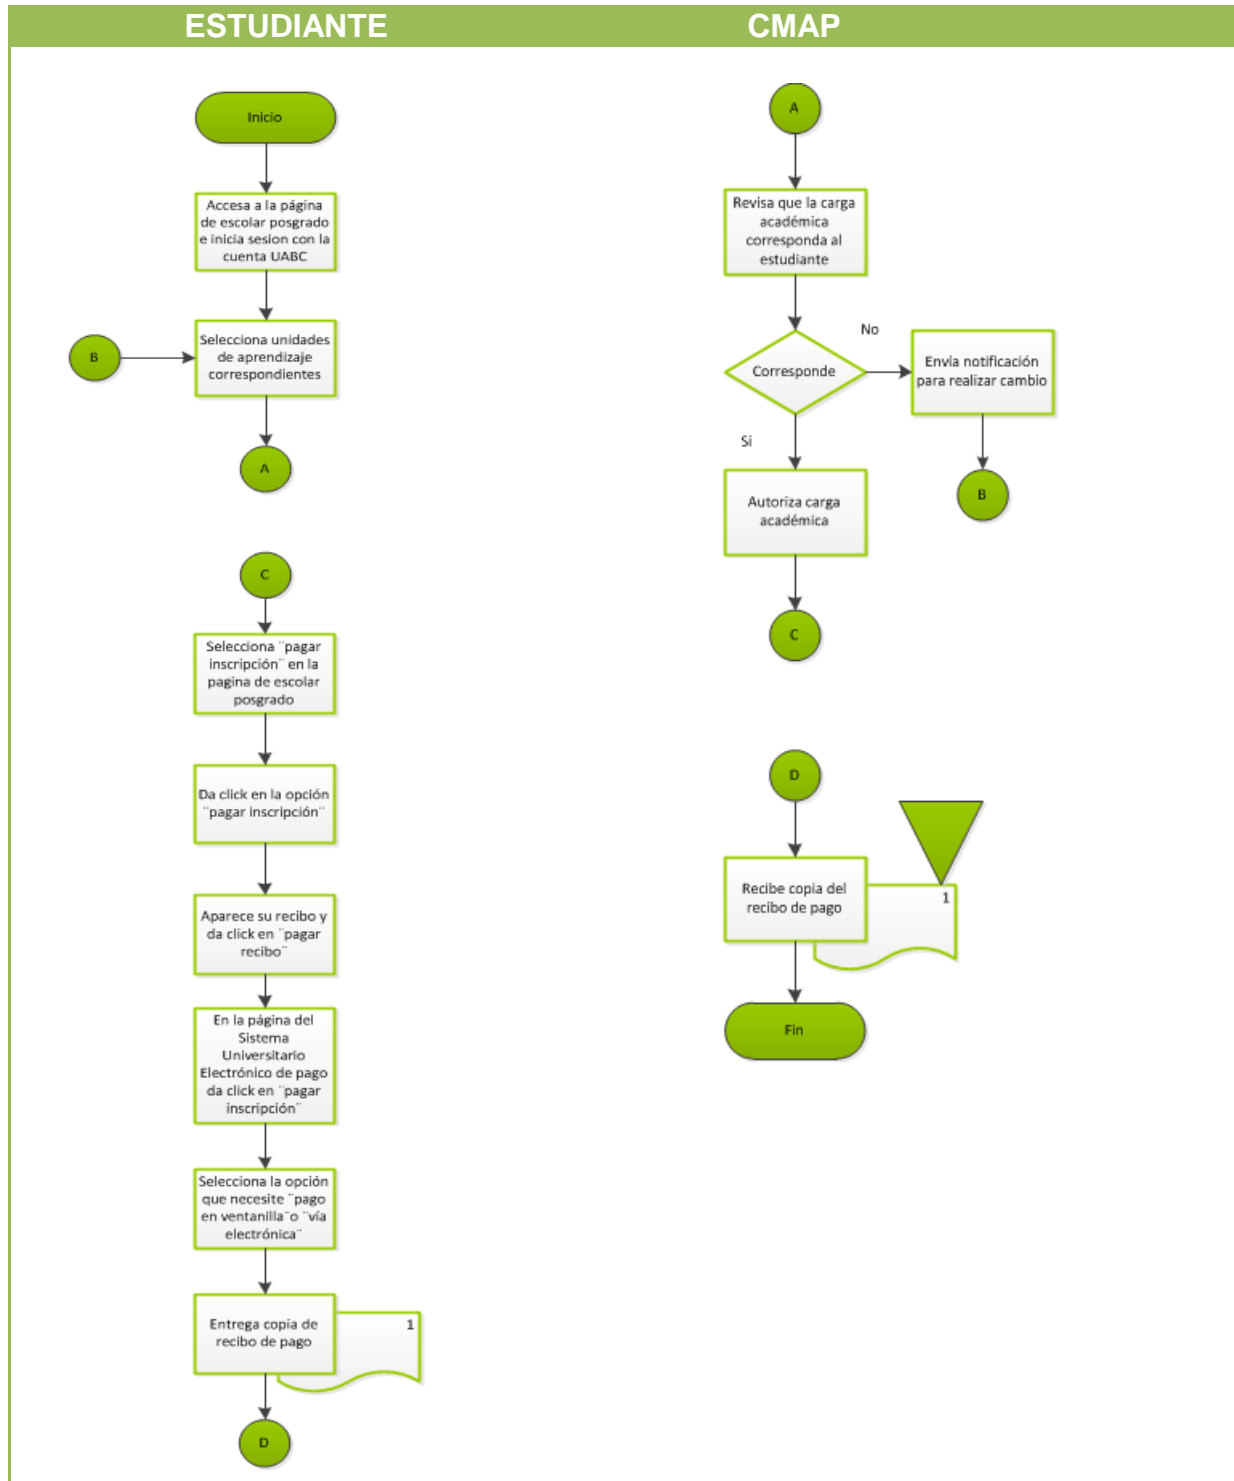 ESTUDIANTE
CMAP
Inicio
Accesa a la página
de escolar posgrado
e inicia sesion con la
cuenta UABC
B
Selecciona unidades
de aprendizaje
correspondientes
A
C
Selecciona ¨pagar
inscripción¨ en la
pagina de escolar
posgrado
Da click en la opción
¨pagar inscripción¨
Aparece su recibo y
da click en ¨pagar
recibo¨
En la página del
Sistema
Universitario
Electrónico de pago
da click en ¨pagar
inscripción¨
Selecciona la opción
que necesite ¨pago
en ventanilla¨o ¨vía
electrónica¨
Entrega copia de
recibo de pago
1
D
A
Revisa que la carga
académica
corresponda al
estudiante
Corresponde
No
Envía notificación
para realizar cambio
B
Si
Autoriza carga
académica
C
D
Recibe copia del
recibo de pago
1
Fin